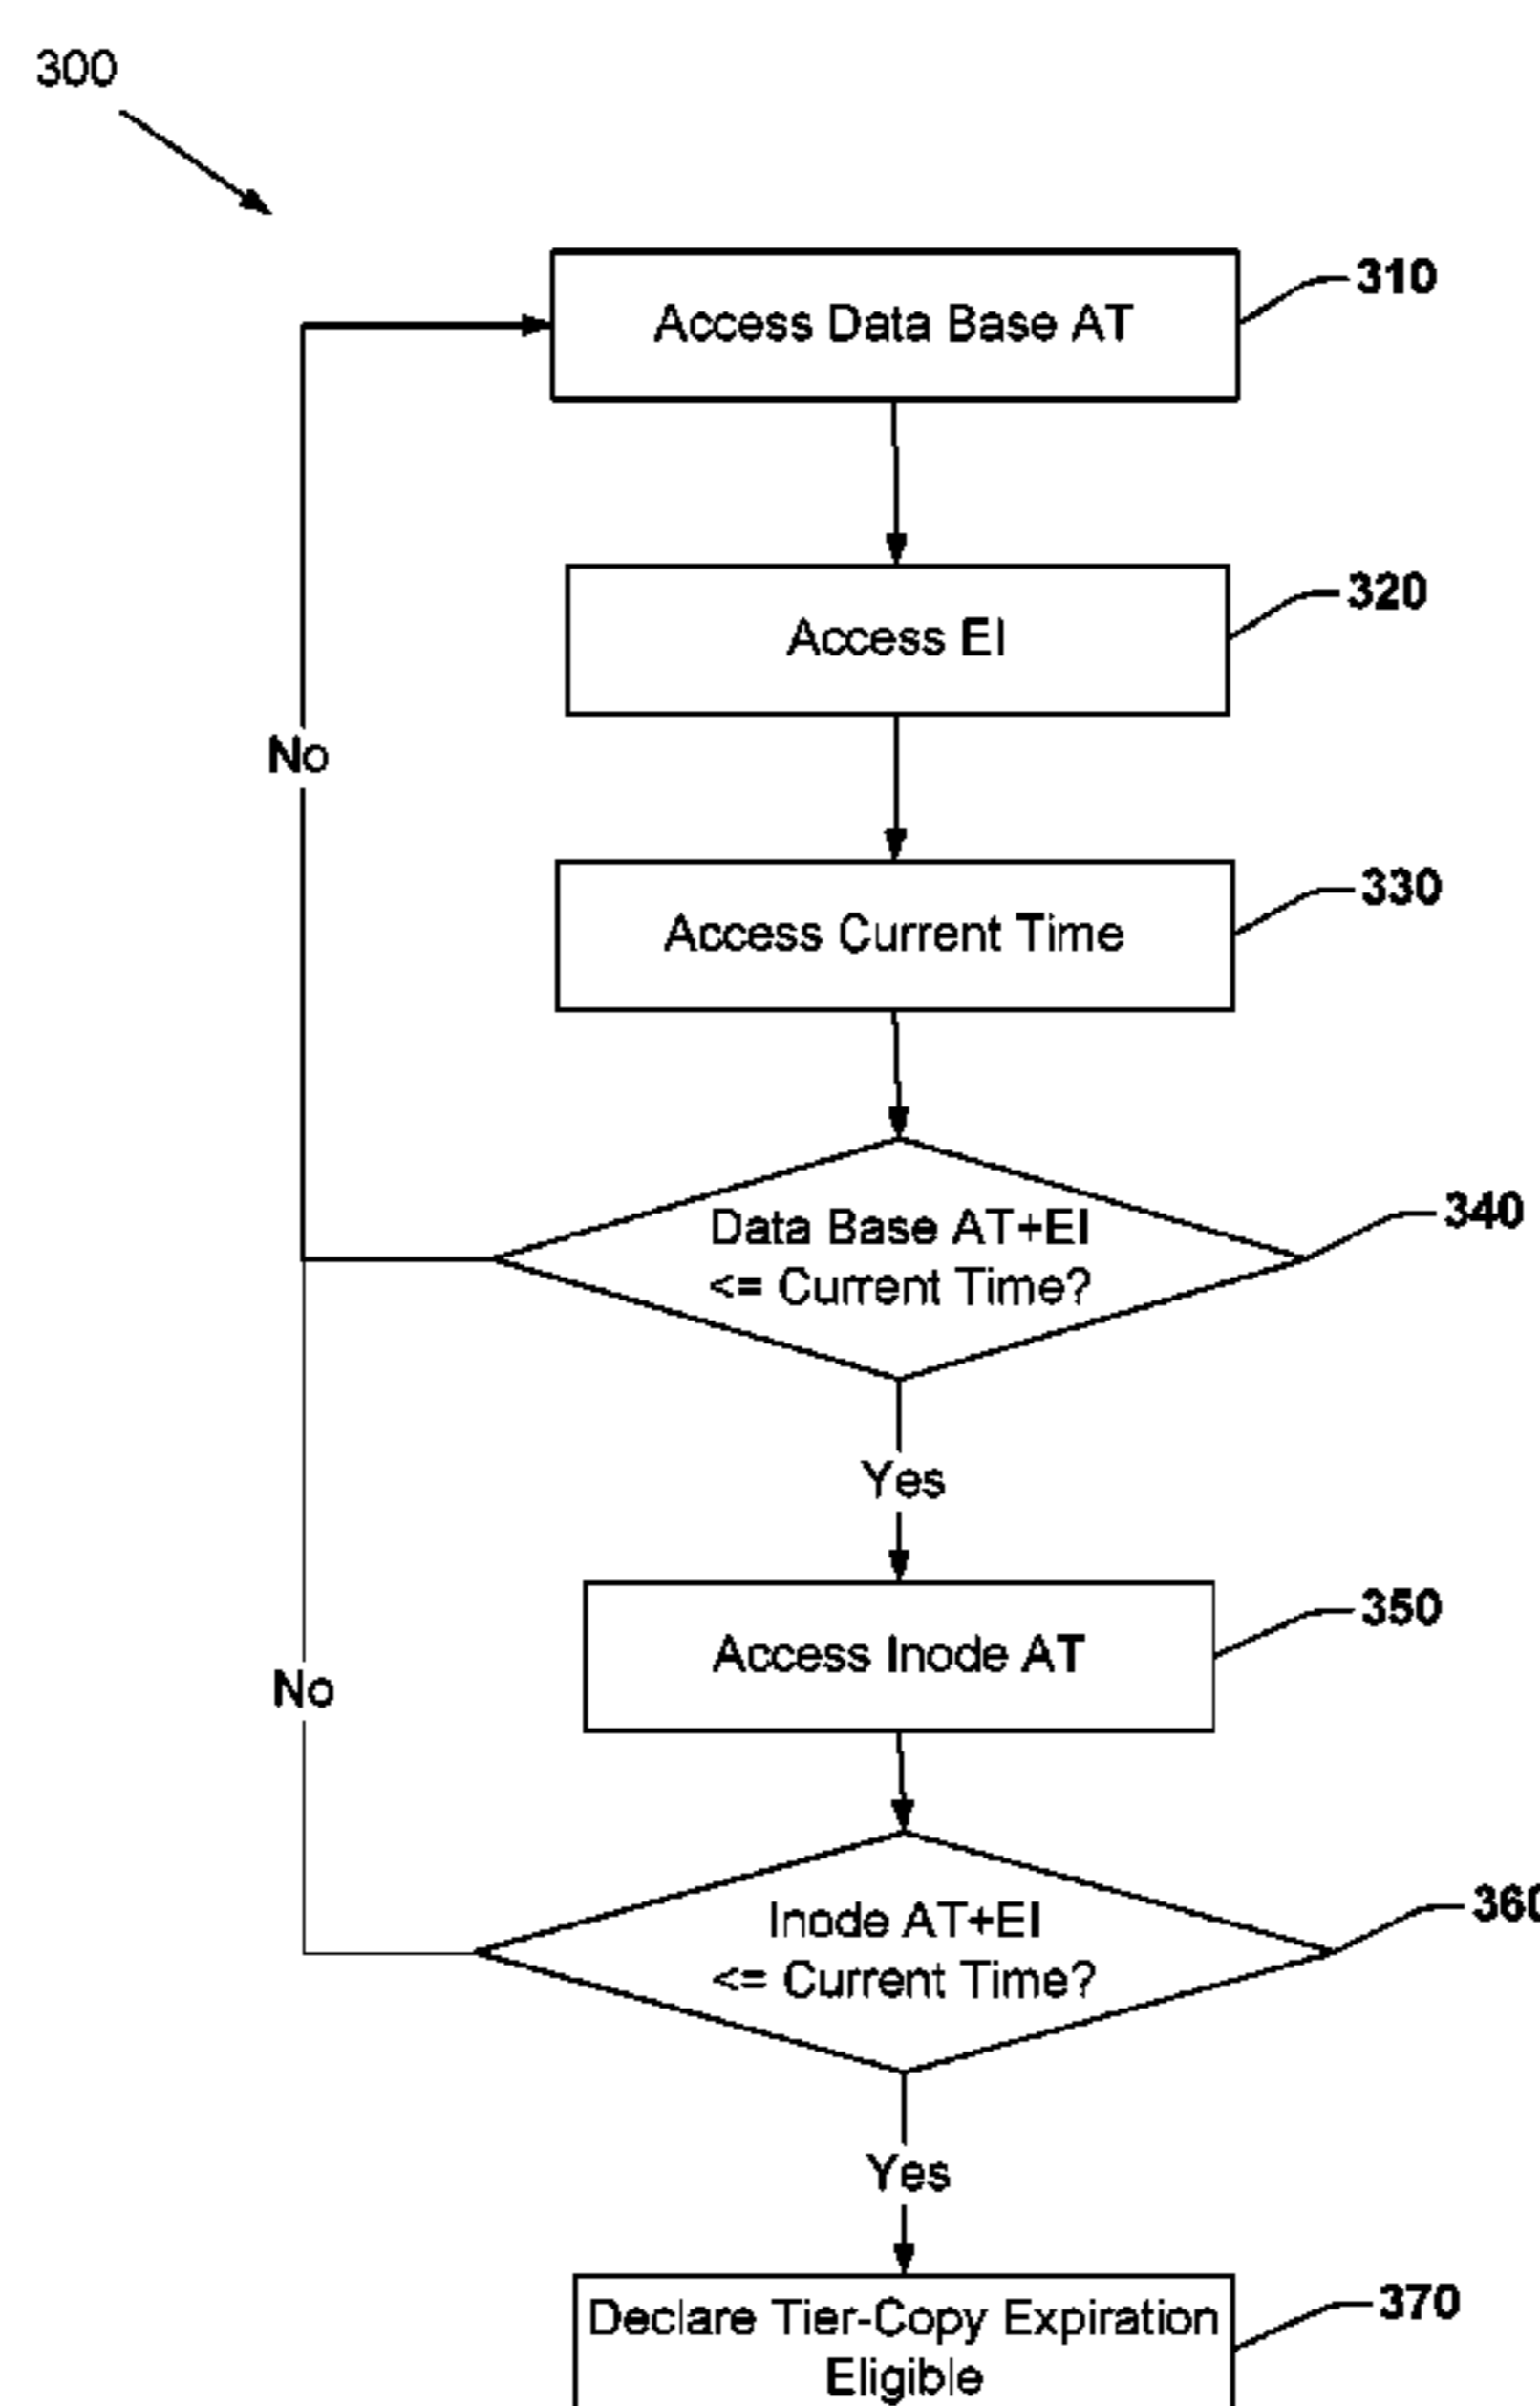 300
Access Data Base AT
310
Access EI
320
No
Access Current Time
330
Data Base AT+EI
<= Current Time?
340
Yes
Access Inode AT
350
No
Inode AT+EI
<= Current Time?
360
Yes
Declare Tier-Copy Expiration
Eligible
370